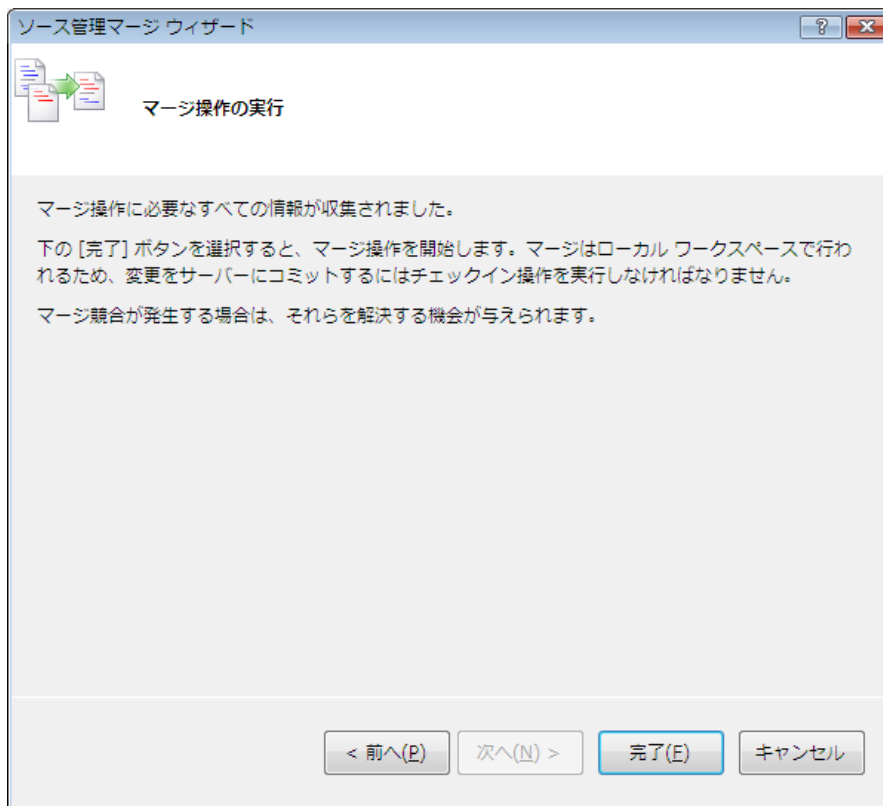 ソース管理マージ ウィザード
マージ操作の実行
マージ操作に必要なすべての情報が収集されました。
下の [完了] ボタンを選択すると、マージ操作を開始します。マージはローカル ワークスペースで行わ
れるため、変更をサーバーにコミットするにはチェックイン操作を実行しなければなりません。
マージ競合が発生する場合は、それらを解決する機会が与えられます。
< 前へ(P) 次へ(N) > 完了(F) キャンセル